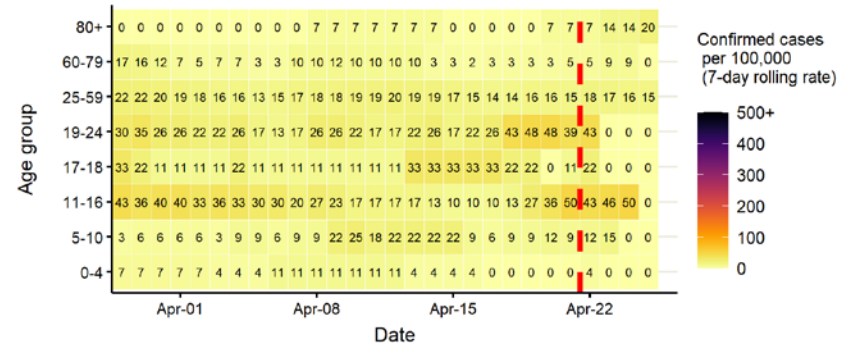 80+ 0 0 0 0 0 0 0 0 0 0 7 7 7 7 7 7 7 0 0 0 0 0 7 7 7 14 14 20
60-79 17 16 12 7 5 7 7 3 3 10 10 12 10 10 10 10 3 3 2 3 3 3 3 5 5 9 9 0
25-59 22 22 20 19 18 16 16 13 15 17 18 18 19 19 20 19 19 17 15 14 14 16 16 15 18 17 16 15
19-24 30 35 26 26 22 22 26 17 13 17 26 26 22 17 17 22 26 17 22 26 43 48 48 39 43 0 0 0
17-18 33 22 11 11 11 11 22 11 11 11 11 11 11 11 11 33 33 33 33 33 22 22 0 11 22 0 0 0
11-16 43 36 40 40 33 36 33 30 30 20 27 23 17 17 17 17 13 10 10 10 13 27 36 50 43 46 50 0
5-10 3 6 6 6 6 3 9 9 6 9 9 22 25 18 22 22 22 22 9 6 9 9 12 9 12 15 0 0
0-4 7 7 7 7 7 4 4 4 11 11 11 11 11 11 11 4 4 4 4 0 0 0 0 0 4 0 0 0
Age group
Apr-01 Apr-08 Apr-15 Apr-22
Date
Confirmed cases
per 100,000
(7-day rolling rate)
500+
400
300
200
100
0